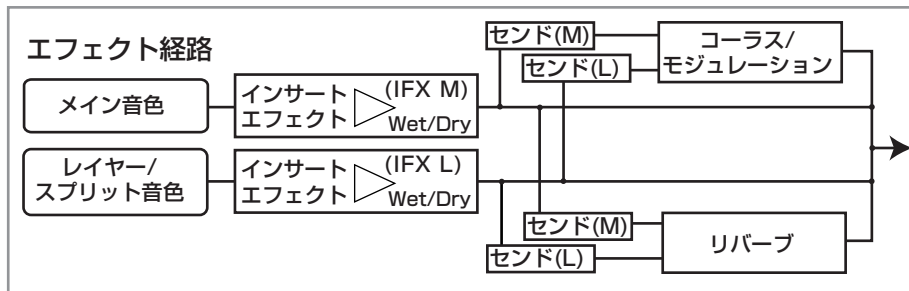 エフェクト経路
センド(M)
センド(L)
コーラス/
モジュレーション
メイン音色
インサート
エフェクト
(IFX M)
Wet/Dry
レイヤー/
スプリット音色
インサート
エフェクト
(IFX L)
Wet/Dry
センド(M)
センド(L)
リバーブ